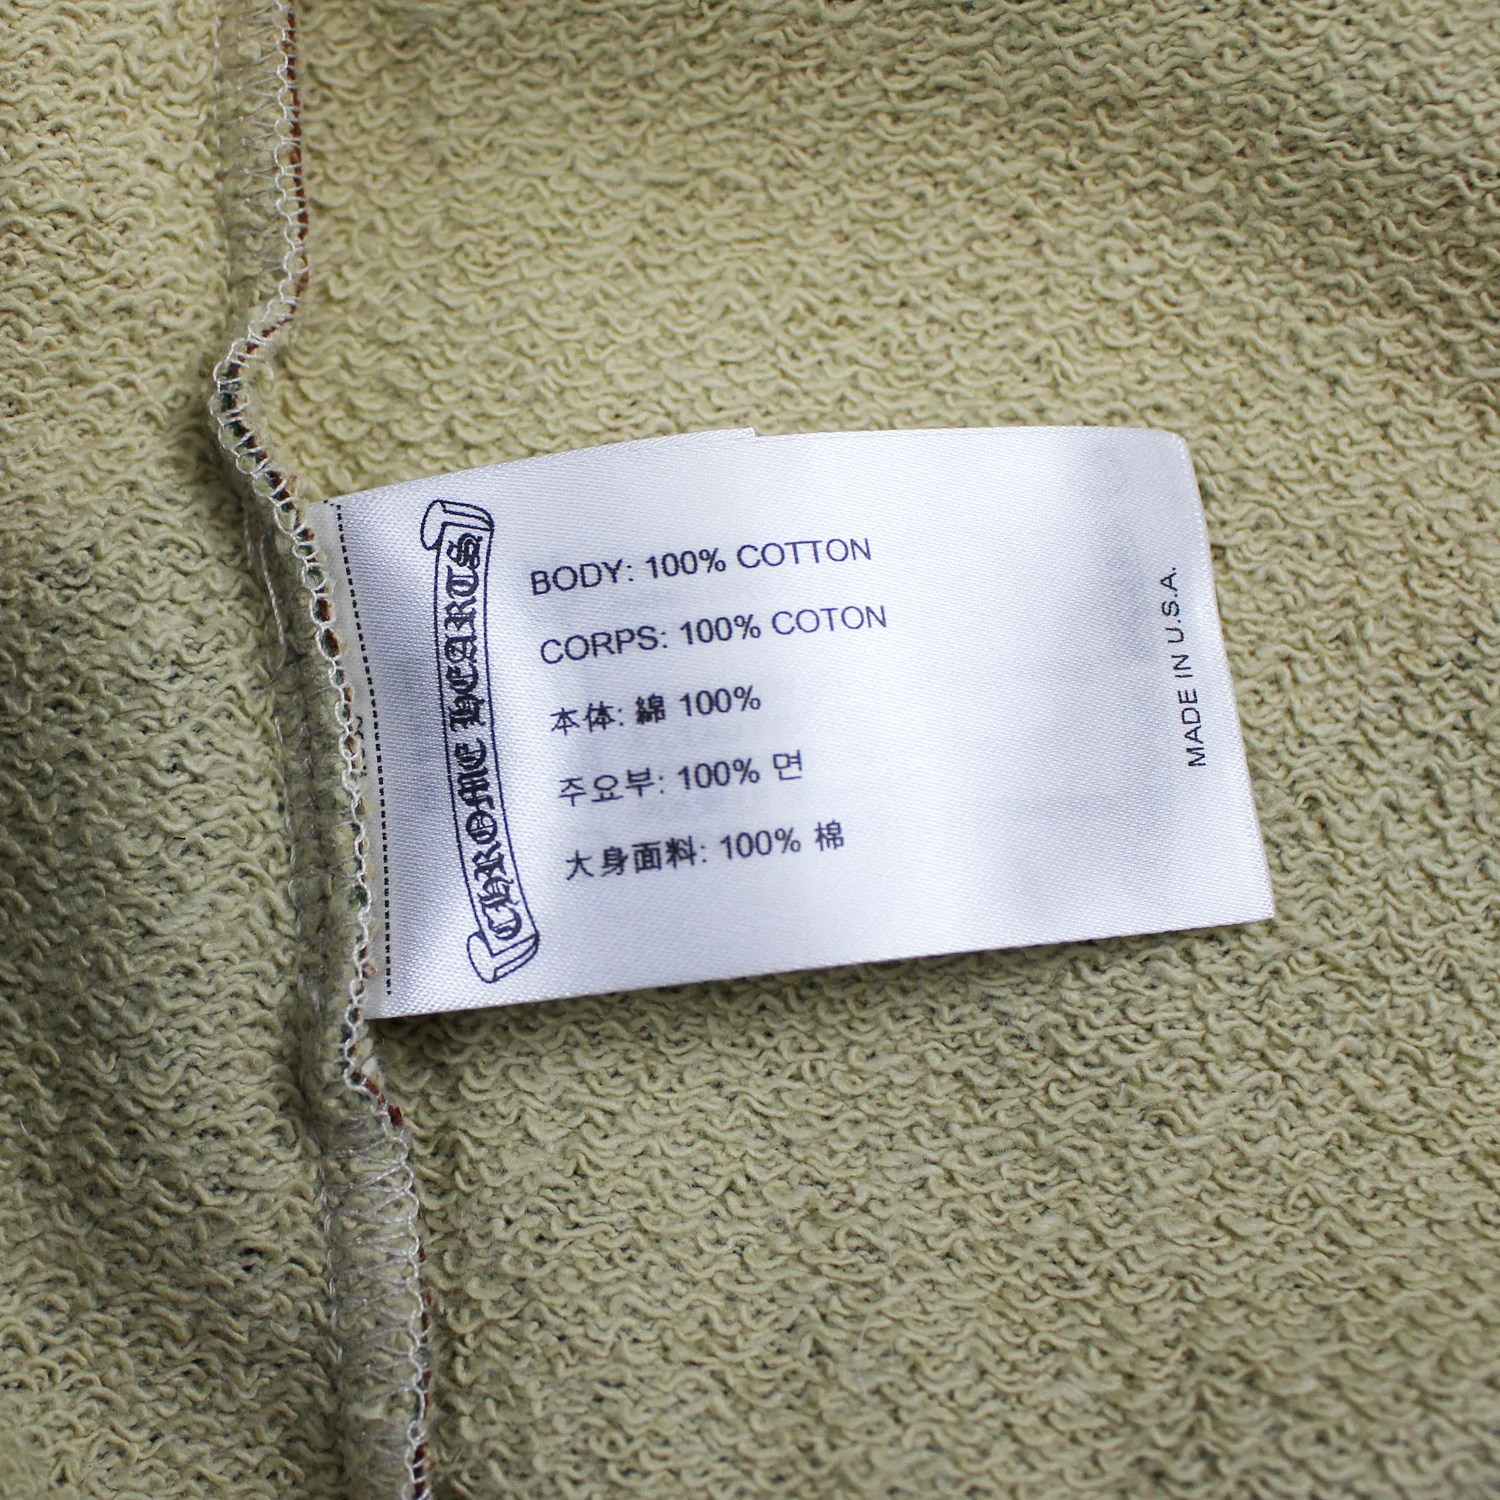 CHROME HEARTS
BODY: 100% COTTON
CORPS: 100% COTON
本体: 綿 100%
주요부: 100% 면
大身面料: 100% 棉
MADE IN U.S.A.